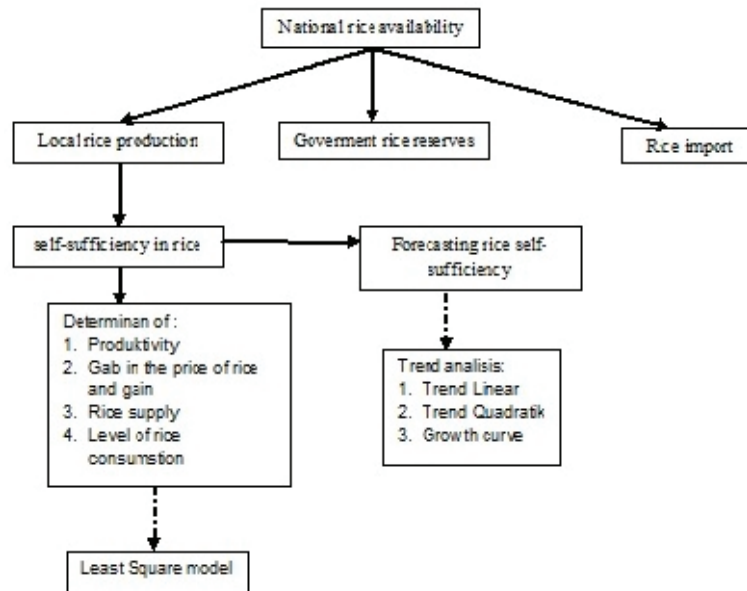 National rice availability
Local rice production
Goverment rice reserves
Rice import
self-sufficiency in rice
Forecasting rice self-
sufficiency
Determinan of :
1. Produktivity
2. Gab in the price of rice
and gain
3. Rice supply
4. Level of rice
consumstion
Trend analisis:
1. Trend Linear
2. Trend Quadratik
3. Growth curve
Least Square model